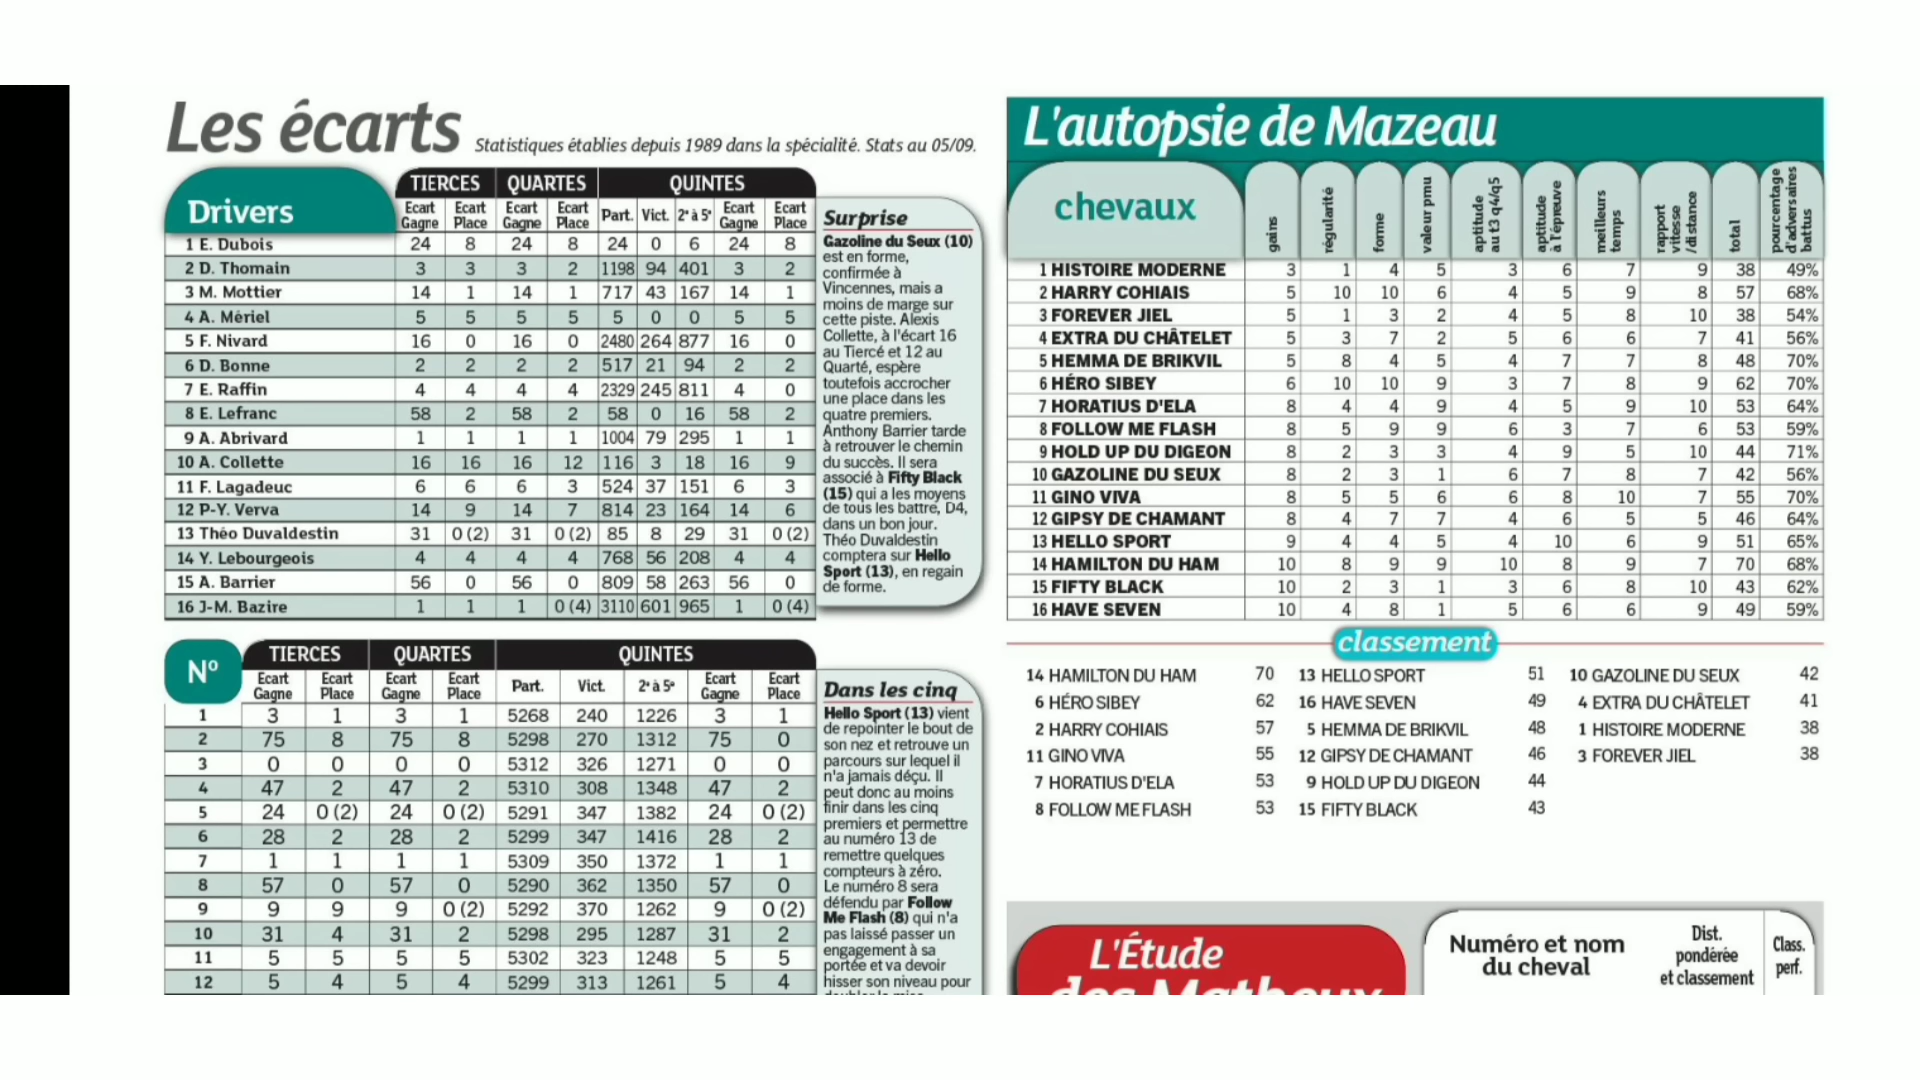 Les écarts
Statistiques établies depuis 1989 dans la spécialité. Stats au 05/09.
Drivers
TIERCES QUARTES QUINTES
Ecart Gagne Ecart Place Ecart Gagne Ecart Place Part. Vict. 2ᵉ à 5ᵉ Ecart Gagne Ecart Place
1 E. Dubois 24 8 24 8 24 0 6 24 8
2 D. Thomain 3 3 3 2 1198 94 401 3 2
3 M. Mottier 14 1 14 1 717 43 167 14 1
4 A. Mériel 5 5 5 5 5 0 0 5 5
5 F. Nivard 16 0 16 0 2480 264 877 16 0
6 D. Bonne 2 2 2 2 517 21 94 2 2
7 E. Raffin 4 4 4 4 2329 245 811 4 0
8 E. Lefranc 58 2 58 2 58 0 16 58 2
9 A. Abrivard 1 1 1 1 1004 79 295 1 1
10 A. Collette 16 16 16 12 116 3 18 16 9
11 F. Lagadeuc 6 6 6 3 524 37 151 6 3
12 P-Y. Verva 14 9 14 7 814 23 164 14 6
13 Théo Duvaldestin 31 0 (2) 31 0 (2) 85 8 29 31 0 (2)
14 Y. Lebourgeois 4 4 4 4 768 56 208 4 4
15 A. Barrier 56 0 56 0 809 58 263 56 0
16 J-M. Bazire 1 1 1 0 (4) 3110 601 965 1 0 (4)
Surprise
Gazoline du Seux (10)
est en forme,
confirmée à
Vincennes, mais a
moins de marge sur
cette piste. Alexis
Collette, à l'écart 16
au Tiercé et 12 au
Quarté, espère
toutefois accrocher
une place dans les
quatre premiers.
Anthony Barrier tarde
à retrouver le chemin
du succès. Il sera
associé à Fifty Black
(15) qui a les moyens
de tous les battre, D4,
dans un bon jour.
Théo Duvaldestin
comptera sur Hello
Sport (13), en regain
de forme.
N°
TIERCES QUARTES QUINTES
Ecart Gagne Ecart Place Ecart Gagne Ecart Place Part. Vict. 2ᵉ à 5ᵉ Ecart Gagne Ecart Place
1 3 1 3 1 5268 240 1226 3 1
2 75 8 75 8 5298 270 1312 75 0
3 0 0 0 0 5312 326 1271 0 0
4 47 2 47 2 5310 308 1348 47 2
5 24 0 (2) 24 0 (2) 5291 347 1382 24 0 (2)
6 28 2 28 2 5299 347 1416 28 2
7 1 1 1 1 5309 350 1372 1 1
8 57 0 57 0 5290 362 1350 57 0
9 9 9 9 0 (2) 5292 370 1262 9 0 (2)
10 31 4 31 2 5298 295 1287 31 2
11 5 5 5 5 5302 323 1248 5 5
12 5 4 5 4 5299 313 1261 5 4
Dans les cinq
Hello Sport (13) vient
de repointer le bout de
son nez et retrouve un
parcours sur lequel il
n'a jamais déçu. Il
peut donc au moins
finir dans les cinq
premiers et permettre
au numéro 13 de
remettre quelques
compteurs à zéro.
Le numéro 8 sera
défendu par Follow
Me Flash (8) qui n'a
pas laissé passer un
engagement à sa
portée et va devoir
hisser son niveau pour
L'autopsie de Mazeau
chevaux gains régularité forme valeur pmu aptitude au t3 q4/q5 aptitude à l'épreuve meilleurs temps rapport vitesse /distance total pourcentage d'adversaires battus
1 HISTOIRE MODERNE 3 1 4 5 3 6 7 9 38 49%
2 HARRY COHIAIS 5 10 10 6 4 5 9 8 57 68%
3 FOREVER JIEL 5 1 3 2 4 5 8 10 38 54%
4 EXTRA DU CHÂTELET 5 3 7 2 5 6 6 7 41 56%
5 HEMMA DE BRIKVIL 5 8 4 5 4 7 7 8 48 70%
6 HÉRO SIBEY 6 10 10 9 3 7 8 9 62 70%
7 HORATIUS D'ELA 8 4 4 9 4 5 9 10 53 64%
8 FOLLOW ME FLASH 8 5 9 9 6 3 7 6 53 59%
9 HOLD UP DU DIGEON 8 2 3 3 4 9 5 10 44 71%
10 GAZOLINE DU SEUX 8 2 3 1 6 7 8 7 42 56%
11 GINO VIVA 8 5 5 6 6 8 10 7 55 70%
12 GIPSY DE CHAMANT 8 4 7 7 4 6 5 5 46 64%
13 HELLO SPORT 9 4 4 5 4 10 6 9 51 65%
14 HAMILTON DU HAM 10 8 9 9 10 8 9 7 70 68%
15 FIFTY BLACK 10 2 3 1 3 6 8 10 43 62%
16 HAVE SEVEN 10 4 8 1 5 6 6 9 49 59%
classement
14 HAMILTON DU HAM 70 13 HELLO SPORT 51 10 GAZOLINE DU SEUX 42
6 HÉRO SIBEY 62 16 HAVE SEVEN 49 4 EXTRA DU CHÂTELET 41
2 HARRY COHIAIS 57 5 HEMMA DE BRIKVIL 48 1 HISTOIRE MODERNE 38
11 GINO VIVA 55 12 GIPSY DE CHAMANT 46 3 FOREVER JIEL 38
7 HORATIUS D'ELA 53 9 HOLD UP DU DIGEON 44
8 FOLLOW ME FLASH 53 15 FIFTY BLACK 43
L'Étude
des Matheux
Numéro et nom
du cheval
Dist.
pondérée
et classement
Class.
perf.